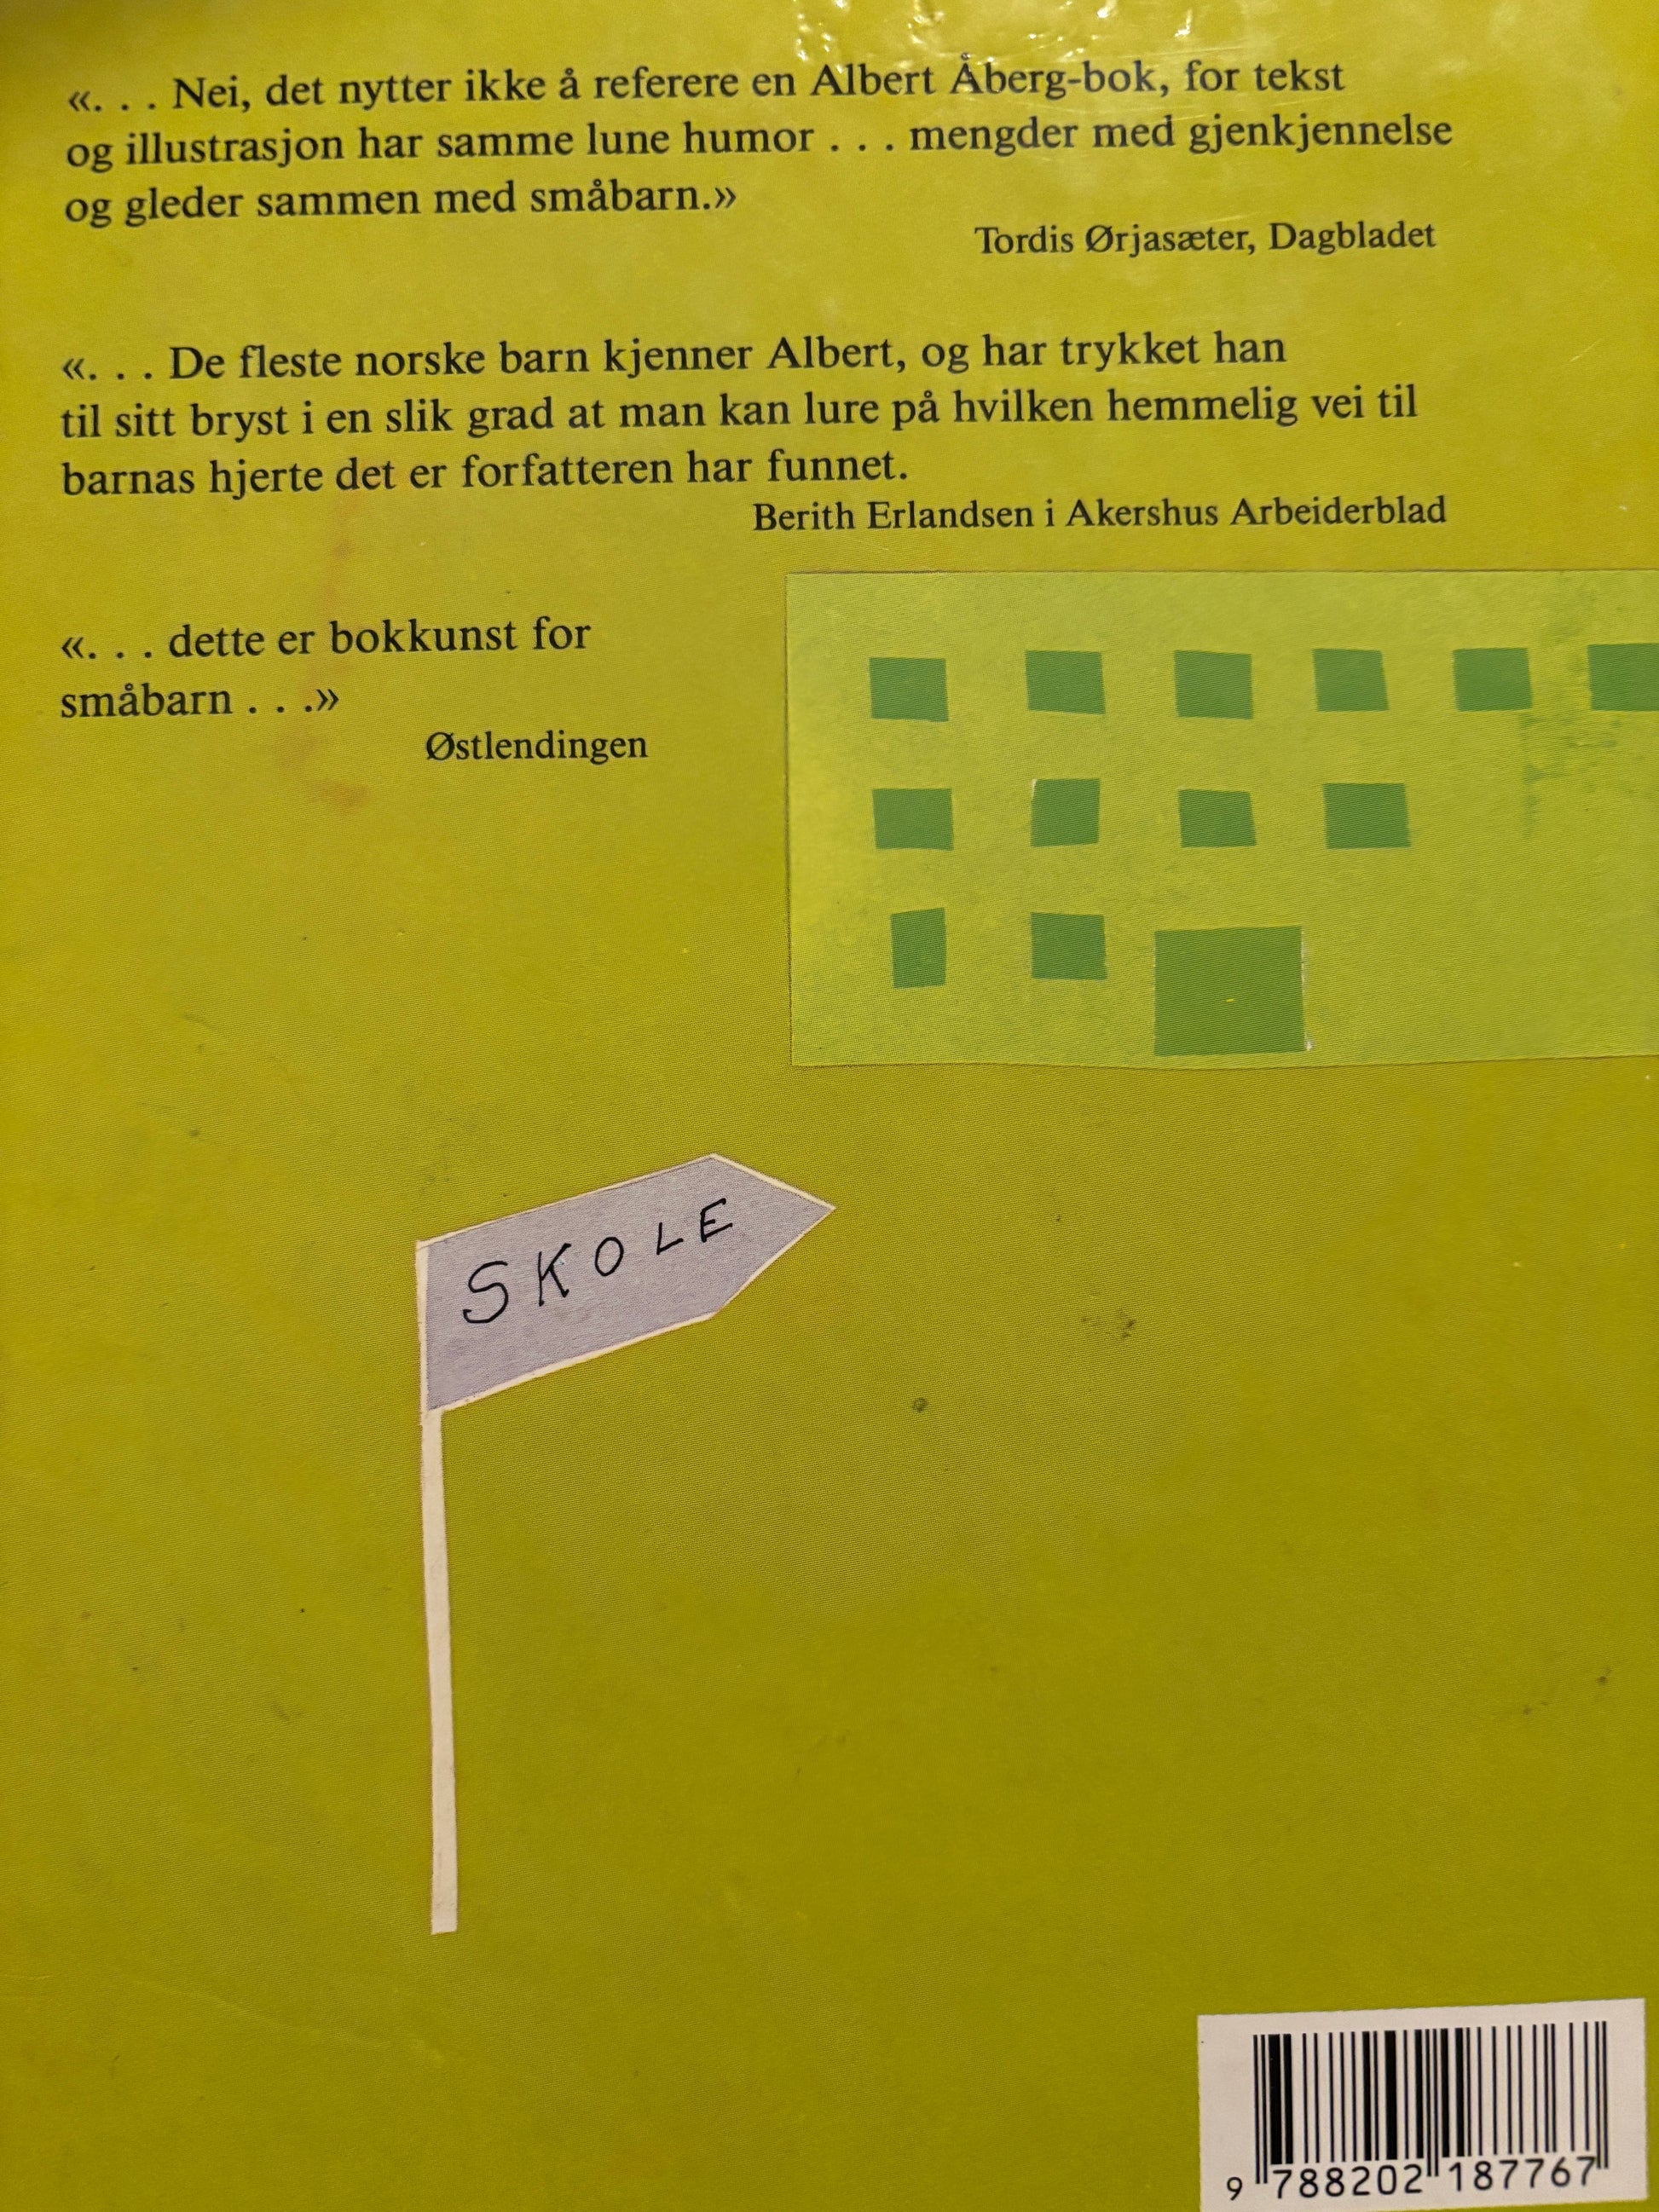 «. . . Nei, det nytter ikke å referere en Albert Åberg-bok, for tekst
og illustrasjon har samme lune humor . . . mengder med gjenkjennelse
og gleder sammen med småbarn.»
Tordis Ørjasæter, Dagbladet
«. . . De fleste norske barn kjenner Albert, og har trykket han
til sitt bryst i en slik grad at man kan lure på hvilken hemmelig vei til
barnas hjerte det er forfatteren har funnet.
Berith Erlandsen i Akershus Arbeiderblad
«. . . dette er bokkunst for
småbarn . . .»
Østlendingen
SKOLE
9 788202 187767